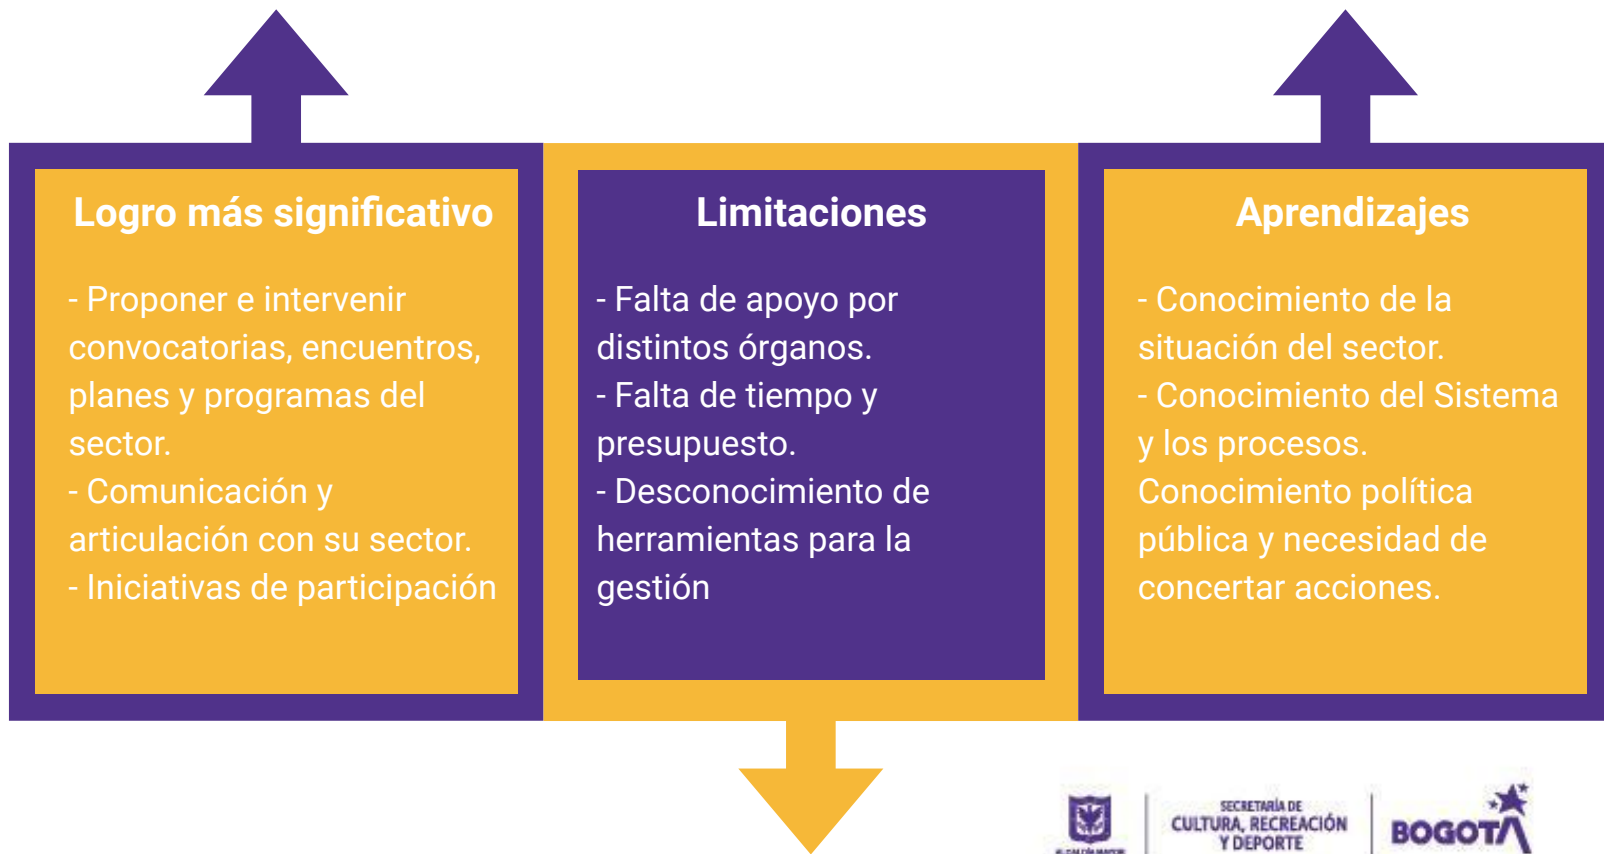 Logro más significativo
- Proponer e intervenir
convocatorias, encuentros,
planes y programas del
sector.
- Comunicación y
articulación con su sector.
- Iniciativas de participación
Limitaciones
- Falta de apoyo por
distintos órganos.
- Falta de tiempo y
presupuesto.
- Desconocimiento de
herramientas para la
gestión
Aprendizajes
- Conocimiento de la
situación del sector.
- Conocimiento del Sistema
y los procesos.
Conocimiento política
pública y necesidad de
concertar acciones.
SECRETARÍA DE
CULTURA, RECREACIÓN
Y DEPORTE
BOGOTÁ